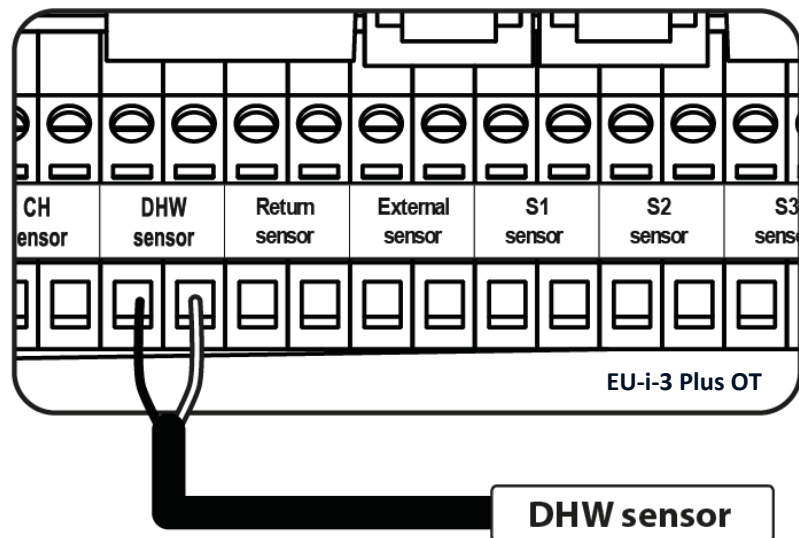 CH
ensor
DHW
sensor
Return
sensor
External
sensor
S1
sensor
S2
sensor
S3
senso
EU-i-3 Plus OT
DHW sensor